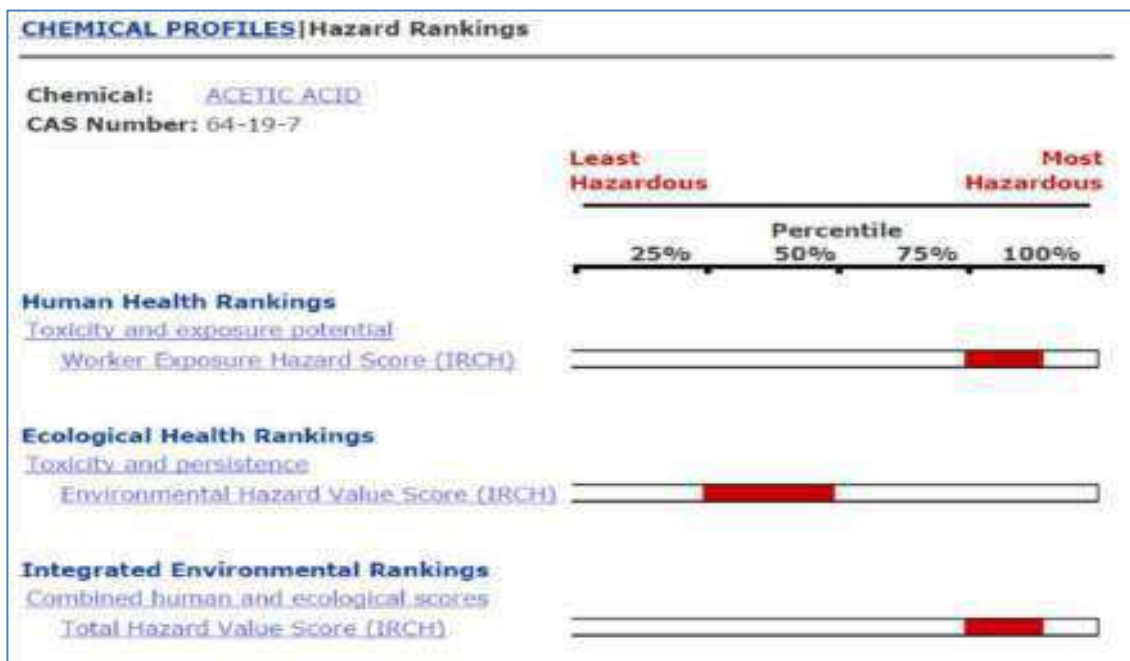 CHEMICAL PROFILES|Hazard Rankings
Chemical: ACETIC ACID
CAS Number: 64-19-7
Least Hazardous
Most Hazardous
Percentile
25% 50% 75% 100%
Human Health Rankings
Toxicity and exposure potential
Worker Exposure Hazard Score (IRCH)
Ecological Health Rankings
Toxicity and persistence
Environmental Hazard Value Score (IRCH)
Integrated Environmental Rankings
Combined human and ecological scores
Total Hazard Value Score (IRCH)